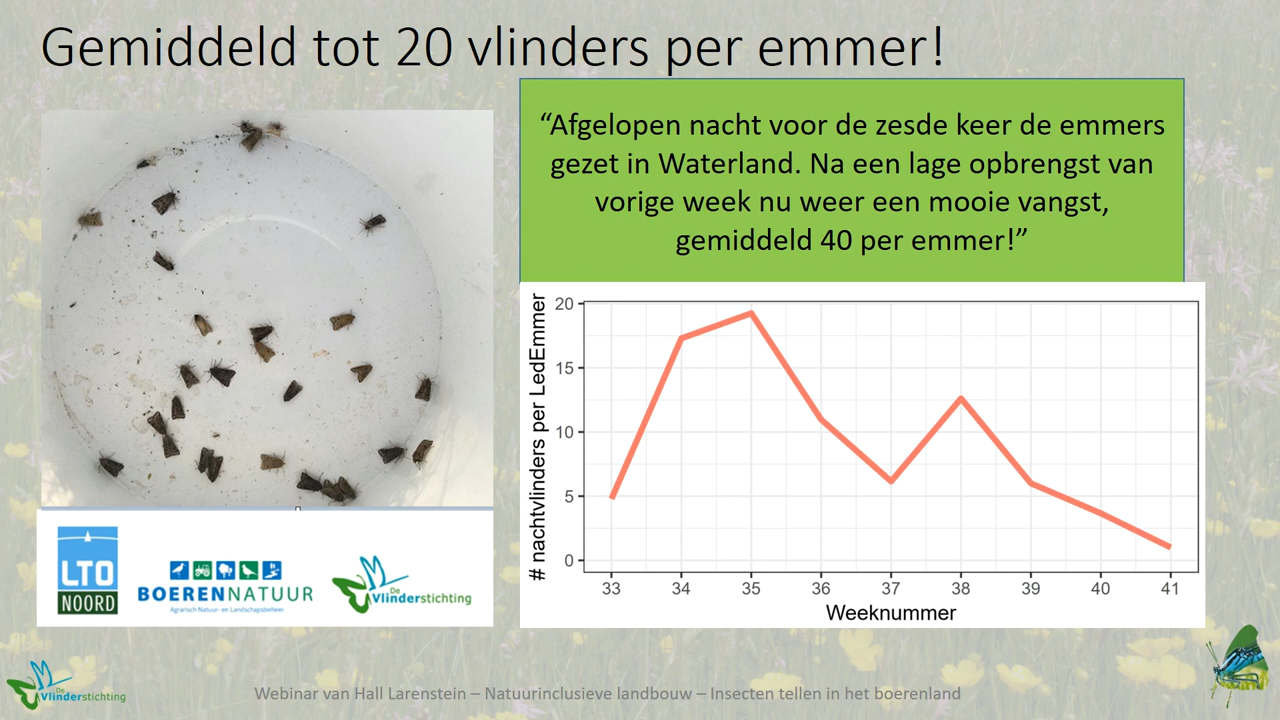 Gemiddeld tot 20 vlinders per emmer!
“Afgelopen nacht voor de zesde keer de emmers
gezet in Waterland. Na een lage opbrengst van
vorige week nu weer een mooie vangst,
gemiddeld 40 per emmer!”
# nachtvlinders per LedEmmer
20
15
10
5
0
33 34 35 36 37 38 39 40 41
Weeknummer
LTO
NOORD
BOERENNATUUR
Agrarisch Natuur- en Landschapsbeheer
De
Vlinderstichting
De
Vlinderstichting
Webinar van Hall Larenstein – Natuurinclusieve landbouw – Insecten tellen in het boerenland